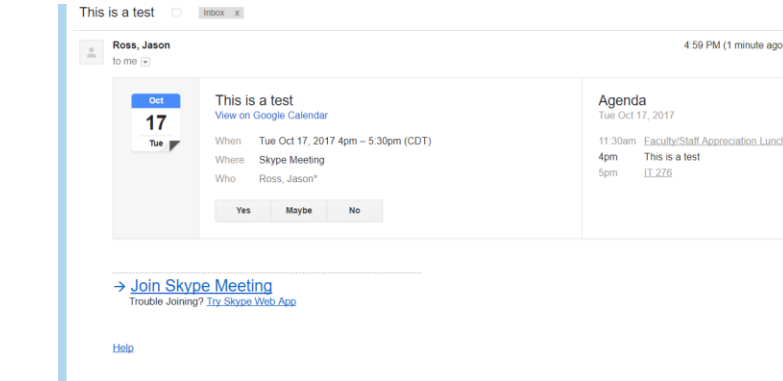 This is a test Inbox x
Ross, Jason 4:59 PM (1 minute ago
to me
Oct
17
Tue
This is a test
View on Google Calendar
When Tue Oct 17, 2017 4pm – 5:30pm (CDT)
Where Skype Meeting
Who Ross, Jason*
Yes Maybe No
Agenda
Tue Oct 17, 2017
11:30am Faculty/Staff Appreciation Lunch
4pm This is a test
5pm IT 276
→ Join Skype Meeting
Trouble Joining? Try Skype Web App
Help